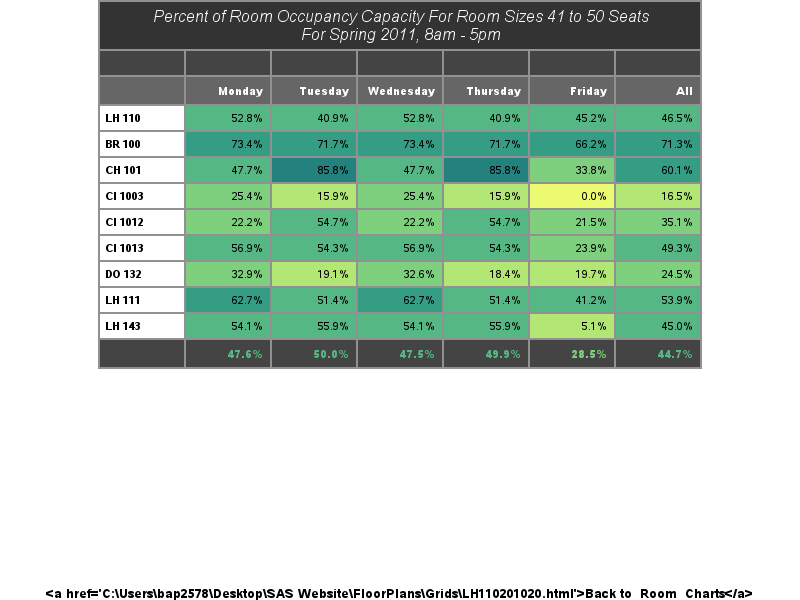 Percent of Room Occupancy Capacity For Room Sizes 41 to 50 Seats
For Spring 2011, 8am - 5pm
Monday Tuesday Wednesday Thursday Friday All
LH 110 52.8% 40.9% 52.8% 40.9% 45.2% 46.5%
BR 100 73.4% 71.7% 73.4% 71.7% 66.2% 71.3%
CH 101 47.7% 85.8% 47.7% 85.8% 33.8% 60.1%
CI 1003 25.4% 15.9% 25.4% 15.9% 0.0% 16.5%
CI 1012 22.2% 54.7% 22.2% 54.7% 21.5% 35.1%
CI 1013 56.9% 54.3% 56.9% 54.3% 23.9% 49.3%
DO 132 32.9% 19.1% 32.6% 18.4% 19.7% 24.5%
LH 111 62.7% 51.4% 62.7% 51.4% 41.2% 53.9%
LH 143 54.1% 55.9% 54.1% 55.9% 5.1% 45.0%
47.6% 50.0% 47.5% 49.9% 28.5% 44.7%
<a href='C:\Users\bap2578\Desktop\SAS Website\FloorPlans\Grids\LH110201020.html'>Back to Room Charts</a>